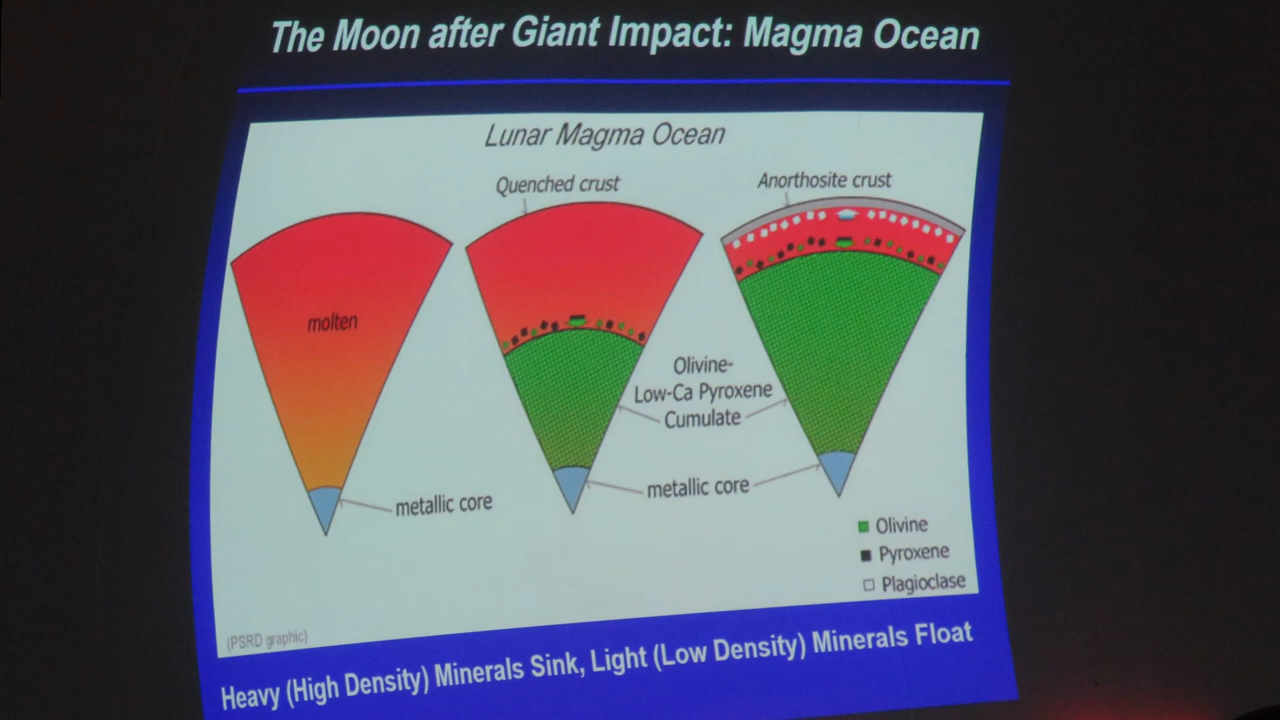 The Moon after Giant Impact: Magma Ocean
Lunar Magma Ocean
Quenched crust
Anorthosite crust
molten
Olivine-
Low-Ca Pyroxene
Cumulate
metallic core
metallic core
Olivine
Pyroxene
Plagioclase
(PSRD graphic)
Heavy (High Density) Minerals Sink, Light (Low Density) Minerals Float